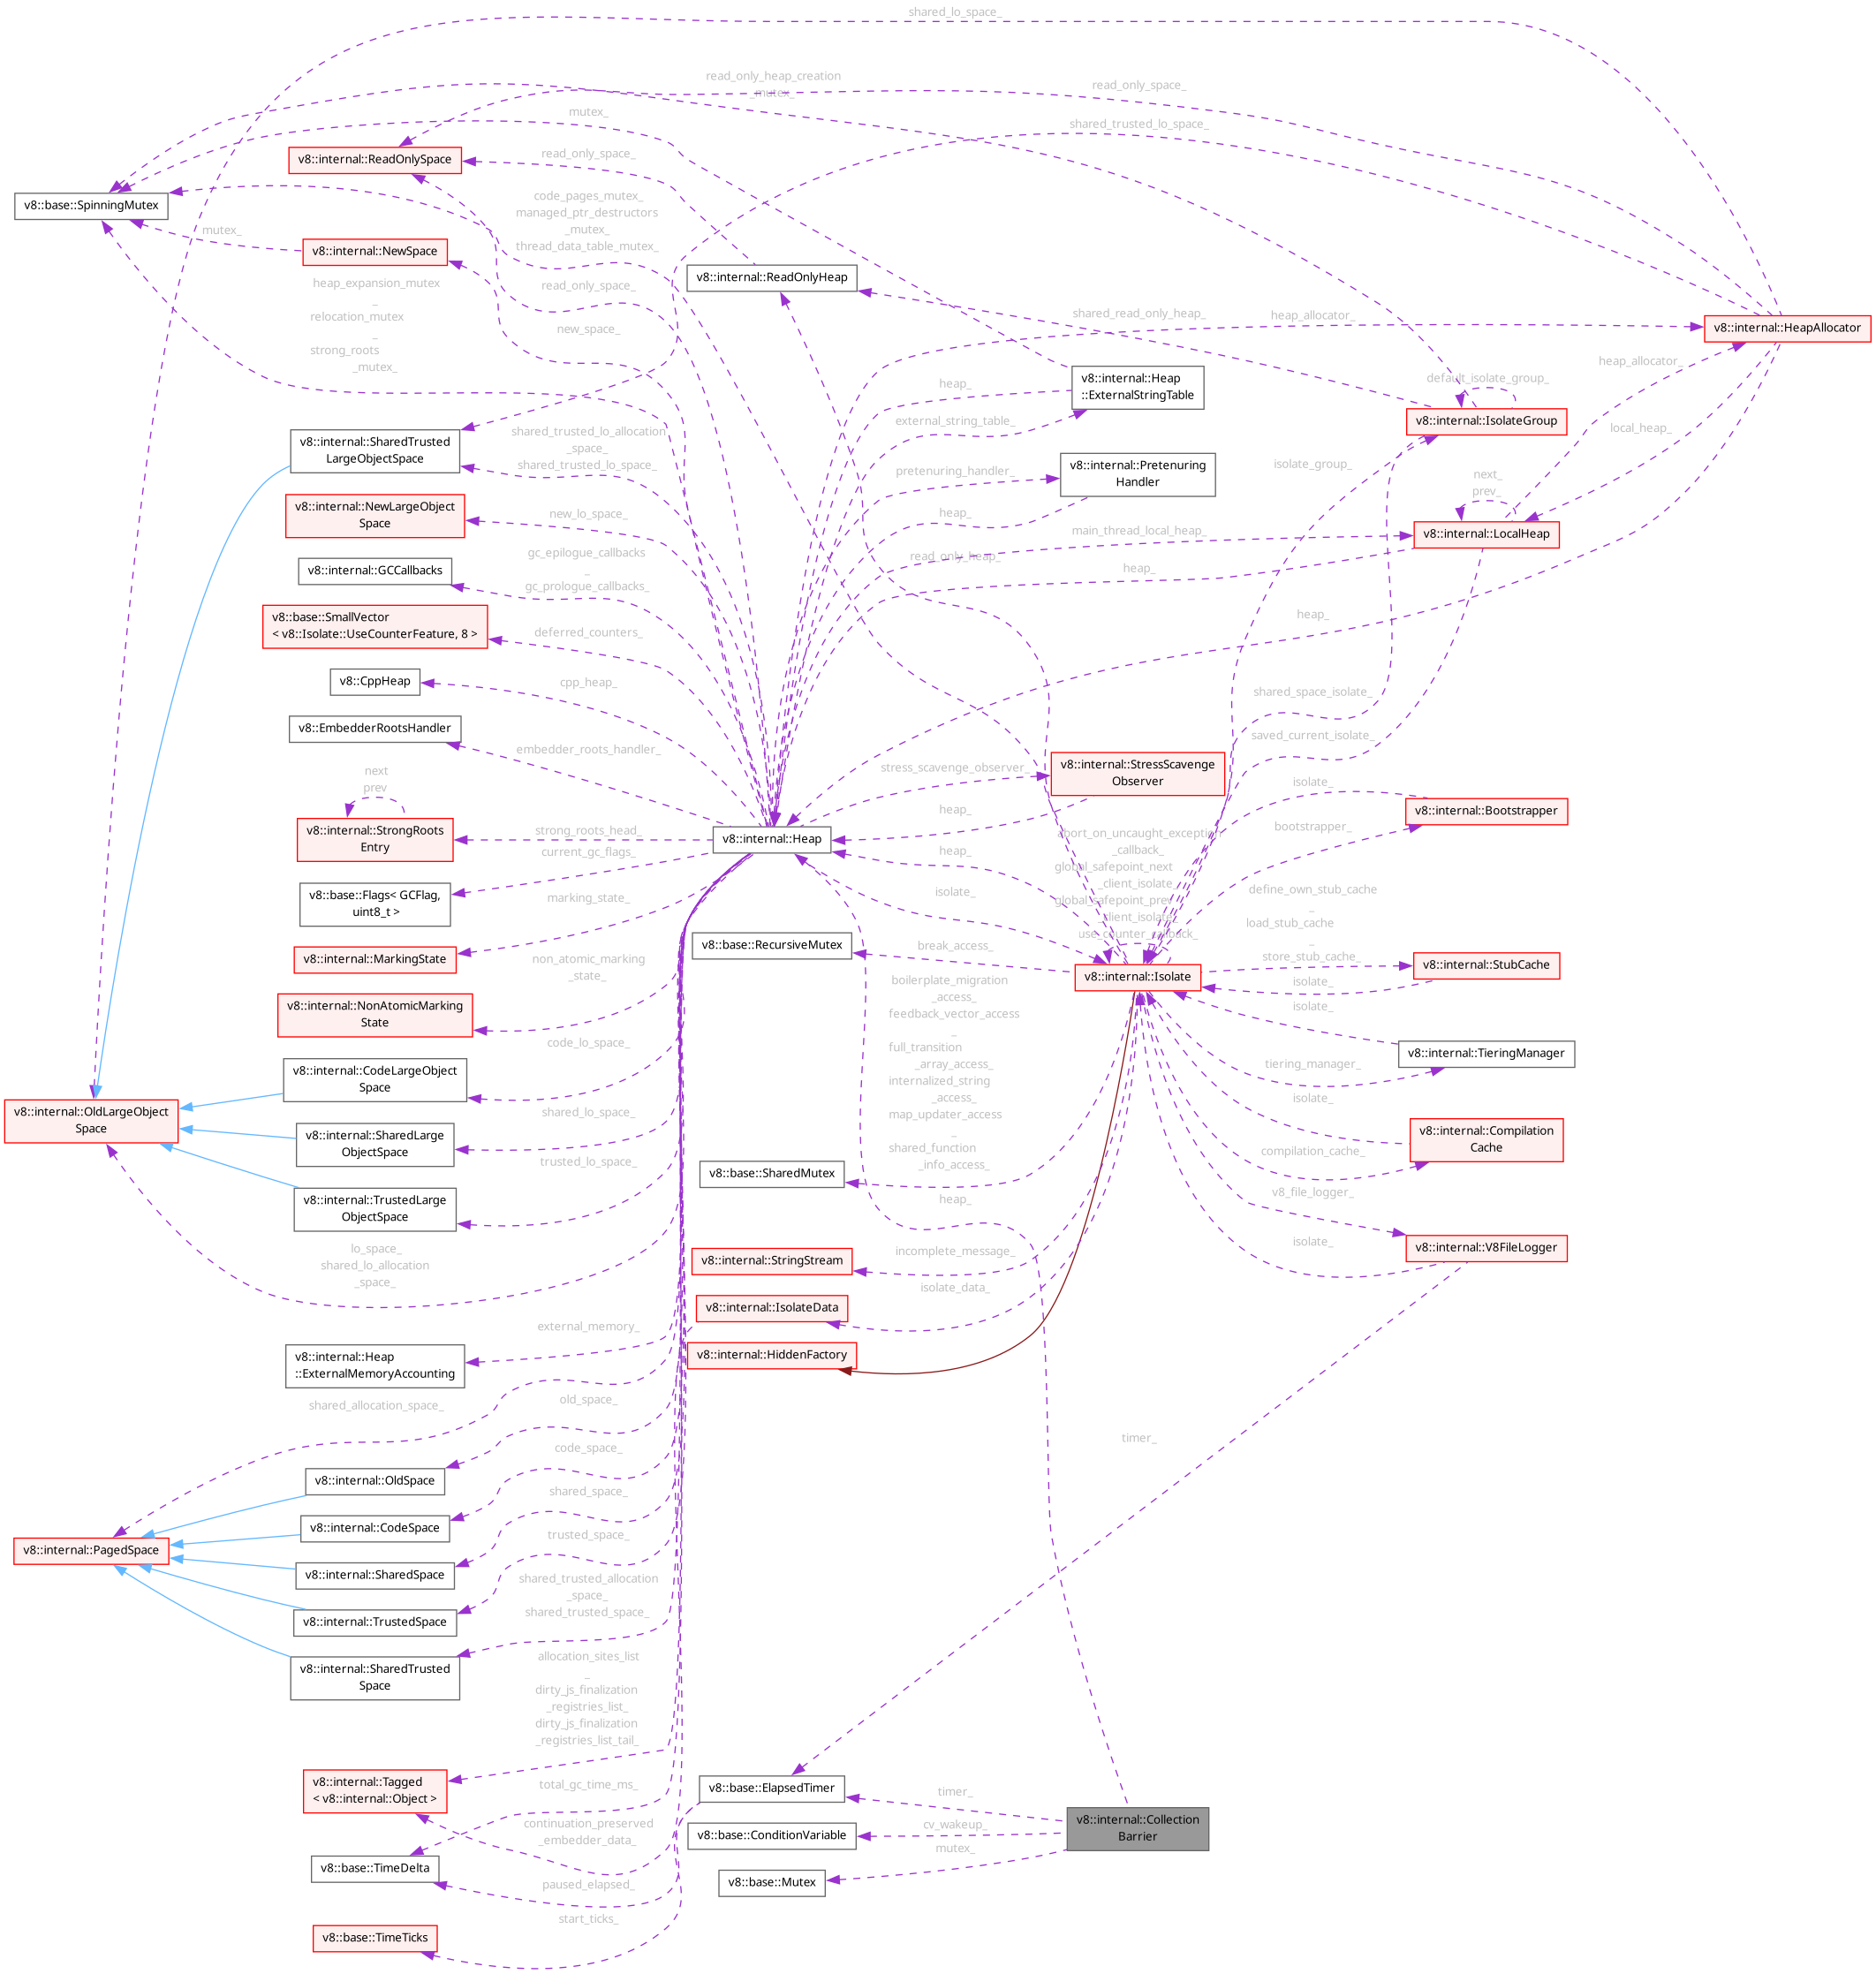 shared_lo_space_
read_only_heap_creation
_mutex_
read_only_space_
mutex_
shared_trusted_lo_space_
v8::internal::ReadOnlySpace
read_only_space_
v8::base::SpinningMutex
code_pages_mutex_
managed_ptr_destructors
_mutex_
thread_data_table_mutex_
mutex_
v8::internal::NewSpace
v8::internal::ReadOnlyHeap
heap_expansion_mutex
_
relocation_mutex
_
strong_roots
_mutex_
read_only_space_
new_space_
shared_read_only_heap_
heap_allocator_
v8::internal::HeapAllocator
heap_
v8::internal::Heap
::ExternalStringTable
external_string_table_
heap_allocator_
default_isolate_group_
v8::internal::IsolateGroup
local_heap_
v8::internal::SharedTrusted
LargeObjectSpace
shared_trusted_lo_allocation
_space_
shared_trusted_lo_space_
pretenuring_handler_
v8::internal::Pretenuring
Handler
isolate_group_
next_
prev_
v8::internal::NewLargeObject
Space
new_lo_space_
heap_
main_thread_local_heap_
v8::internal::LocalHeap
v8::internal::GCCallbacks
gc_epilogue_callbacks
_
gc_prologue_callbacks_
read_only_heap_
heap_
v8::base::SmallVector
< v8::Isolate::UseCounterFeature, 8 >
deferred_counters_
heap_
v8::CppHeap
cpp_heap_
shared_space_isolate_
v8::EmbedderRootsHandler
embedder_roots_handler_
saved_current_isolate_
next
prev
stress_scavenge_observer_
v8::internal::StressScavenge
Observer
isolate_
v8::internal::Bootstrapper
v8::internal::StrongRoots
Entry
strong_roots_head_
v8::internal::Heap
heap_
bootstrapper_
current_gc_flags_
heap_
abort_on_uncaught_exception
_callback_
global_safepoint_next
_client_isolate_
global_safepoint_prev
_client_isolate_
use_counter_callback_
v8::base::Flags< GCFlag,
uint8_t >
marking_state_
isolate_
define_own_stub_cache
_
load_stub_cache
_
store_stub_cache_
v8::internal::MarkingState
v8::base::RecursiveMutex
break_access_
v8::internal::Isolate
v8::internal::StubCache
isolate_
non_atomic_marking
_state_
v8::internal::NonAtomicMarking
State
boilerplate_migration
_access_
feedback_vector_access
_
full_transition
_array_access_
internalized_string
_access_
map_updater_access
_
shared_function
_info_access_
isolate_
v8::internal::TieringManager
tiering_manager_
code_lo_space_
v8::internal::CodeLargeObject
Space
isolate_
v8::internal::OldLargeObject
Space
shared_lo_space_
v8::internal::SharedLarge
ObjectSpace
v8::internal::Compilation
Cache
compilation_cache_
trusted_lo_space_
v8::base::SharedMutex
v8::internal::TrustedLarge
ObjectSpace
heap_
v8_file_logger_
lo_space_
shared_lo_allocation
_space_
v8::internal::StringStream
incomplete_message_
isolate_
v8::internal::V8FileLogger
isolate_data_
v8::internal::IsolateData
external_memory_
v8::internal::HiddenFactory
v8::internal::Heap
::ExternalMemoryAccounting
shared_allocation_space_
old_space_
timer_
code_space_
v8::internal::OldSpace
shared_space_
v8::internal::CodeSpace
v8::internal::PagedSpace
trusted_space_
v8::internal::SharedSpace
shared_trusted_allocation
_space_
shared_trusted_space_
v8::internal::TrustedSpace
v8::internal::SharedTrusted
Space
allocation_sites_list
_
dirty_js_finalization
_registries_list_
dirty_js_finalization
_registries_list_tail_
v8::internal::Tagged
< v8::internal::Object >
total_gc_time_ms_
v8::base::ElapsedTimer
timer_
v8::internal::Collection
Barrier
continuation_preserved
_embedder_data_
v8::base::ConditionVariable
cv_wakeup_
mutex_
v8::base::TimeDelta
paused_elapsed_
v8::base::Mutex
start_ticks_
v8::base::TimeTicks